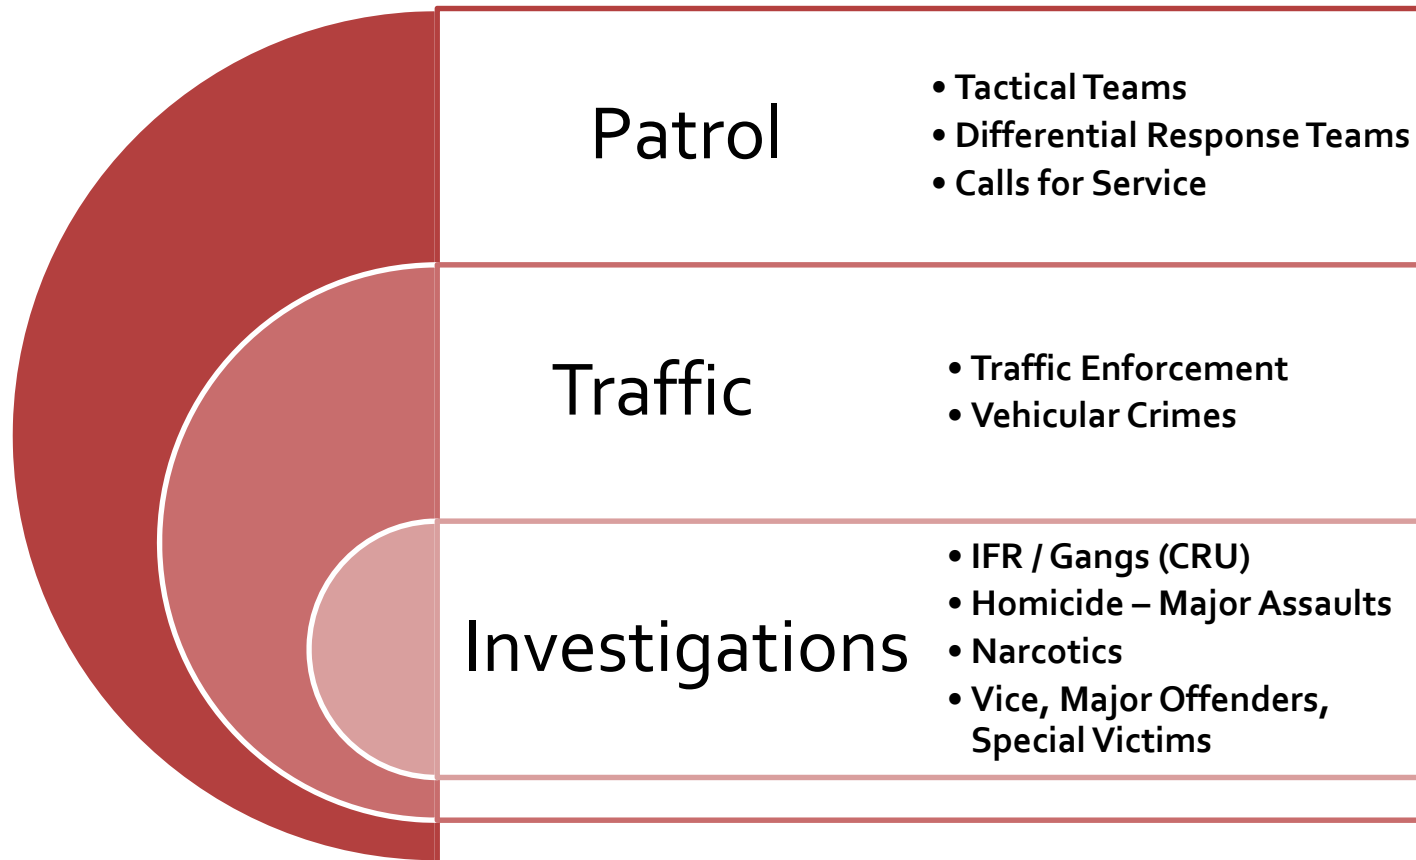 Patrol
• Tactical Teams
• Differential Response Teams
• Calls for Service
Traffic
• Traffic Enforcement
• Vehicular Crimes
Investigations
• IFR / Gangs (CRU)
• Homicide – Major Assaults
• Narcotics
• Vice, Major Offenders,
Special Victims